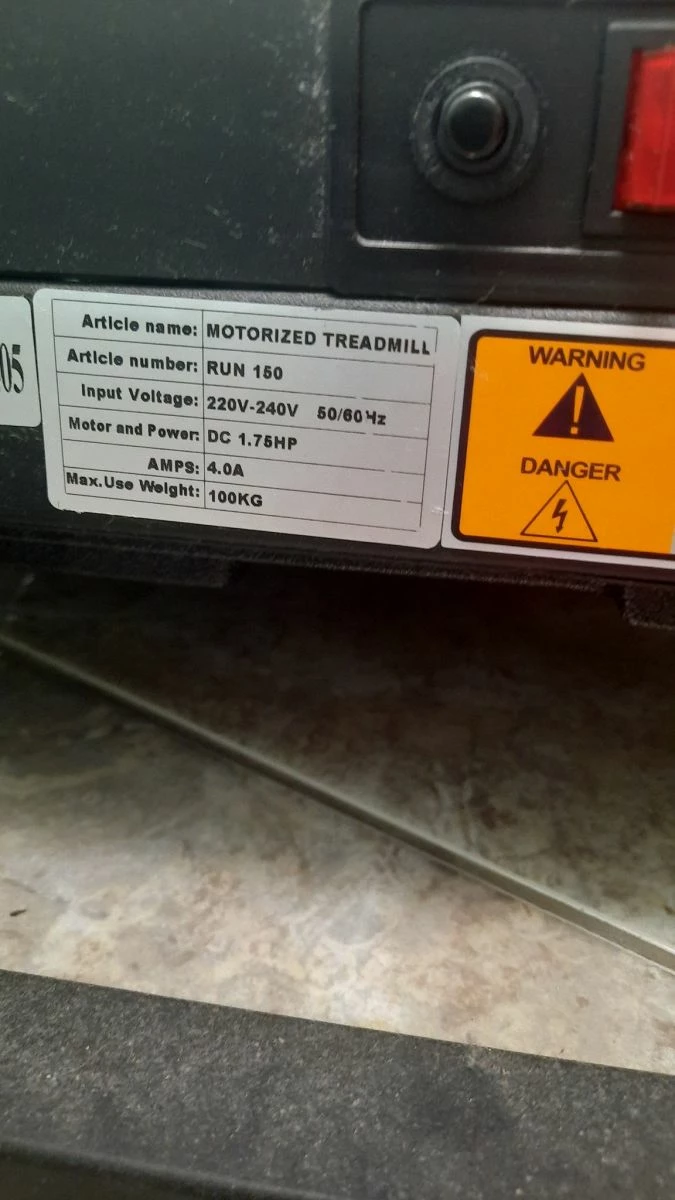 05
Article name: MOTORIZED TREADMILL
Article number: RUN 150
Input Voltage: 220V-240V 50/60Hz
Motor and Power: DC 1.75HP
AMPS: 4.0A
Max.Use Weight: 100KG
WARNING
DANGER